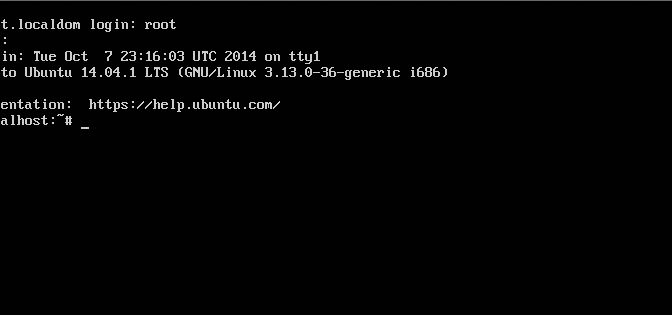 t.localdom login: root
:
in: Tue Oct  7 23:16:03 UTC 2014 on tty1
to Ubuntu 14.04.1 LTS (GNU/Linux 3.13.0-36-generic i686)
entation:  https://help.ubuntu.com/
alhost:~# _